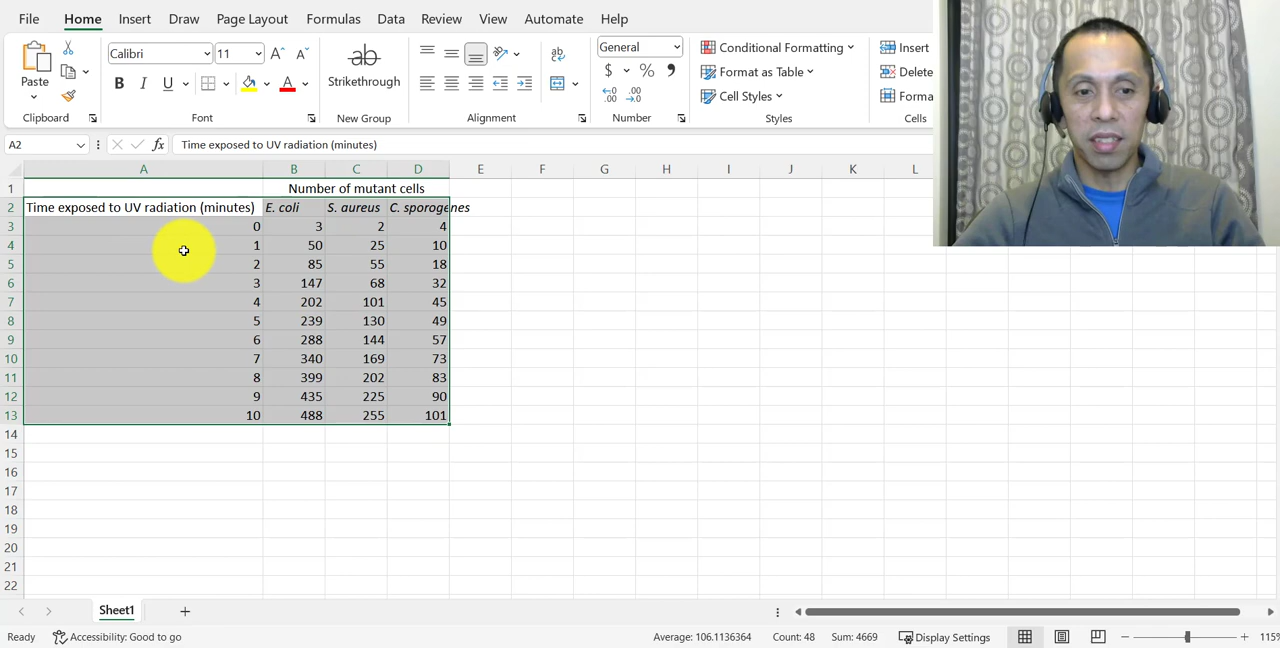 File Home Insert Draw Page Layout Formulas Data Review View Automate Help
Paste
Clipboard
Calibri 11 A^ A˅
B I U A
Font
ab
Strikethrough
New Group
ab
Alignment
General
$ % 9
.00 .00
Number
Conditional Formatting
Format as Table
Cell Styles
Styles
Insert
Delete
Forma
Cells
A2 fx Time exposed to UV radiation (minutes)
A B C D E F G H I J K L
1 Number of mutant cells
2 Time exposed to UV radiation (minutes) E. coli S. aureus C. sporogenes
3 0 3 2 4
4 1 50 25 10
5 2 85 55 18
6 3 147 68 32
7 4 202 101 45
8 5 239 130 49
9 6 288 144 57
10 7 340 169 73
11 8 399 202 83
12 9 435 225 90
13 10 488 255 101
14
15
16
17
18
19
20
21
22
Sheet1
Ready Accessibility: Good to go Average: 106.1136364 Count: 48 Sum: 4669 Display Settings 115%